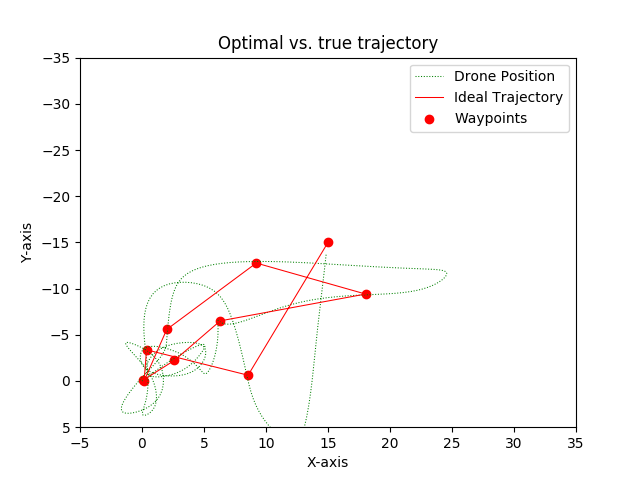 Optimal vs. true trajectory
Drone Position
Ideal Trajectory
Waypoints
−35
−30
−25
−20
−15
−10
−5
0
5
Y-axis
−5 0 5 10 15 20 25 30 35
X-axis